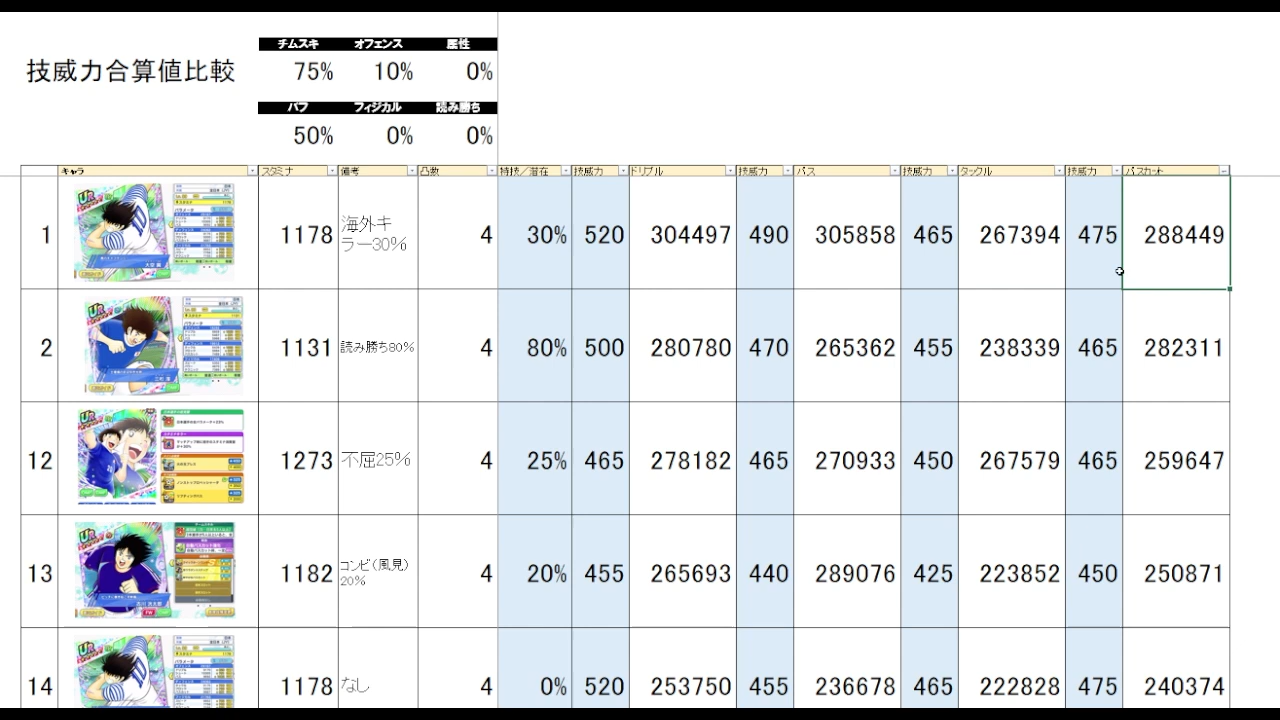 チムスキ オフェンス 属性
技威力合算値比較 75% 10% 0%
バフ フィジカル 読み勝ち
50% 0% 0%
キャラ スタミナ 備考 凸数 特技/潜在 技威力 ドリブル 技威力 パス 技威力 タックル 技威力 パスカット
1 1178 海外キラー30% 4 30% 520 304497 490 305858 465 267394 475 288449
2 1131 読み勝ち80% 4 80% 500 280780 470 265362 455 238339 465 282311
12 1273 不屈25% 4 25% 465 278182 465 270933 450 267579 465 259647
13 1182 コンビ(風見)20% 4 20% 455 265693 440 289076 425 223852 450 250871
14 1178 なし 4 0% 520 253750 455 236678 465 222828 475 240374